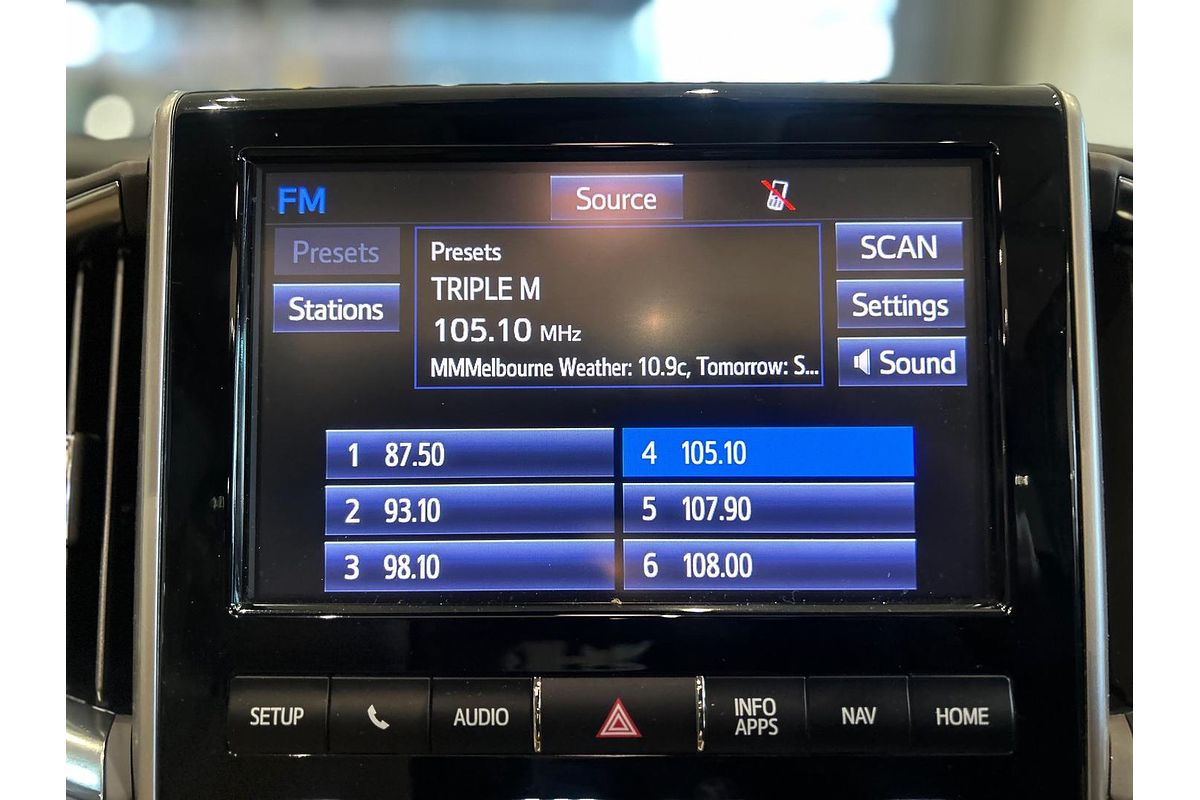 FM
Source
Presets
Stations
Presets
TRIPLE M
105.10 MHz
MMMelbourne Weather: 10.9c, Tomorrow: S...
SCAN
Settings
Sound
1 87.50
2 93.10
3 98.10
4 105.10
5 107.90
6 108.00
SETUP
AUDIO
INFO
APPS
NAV
HOME